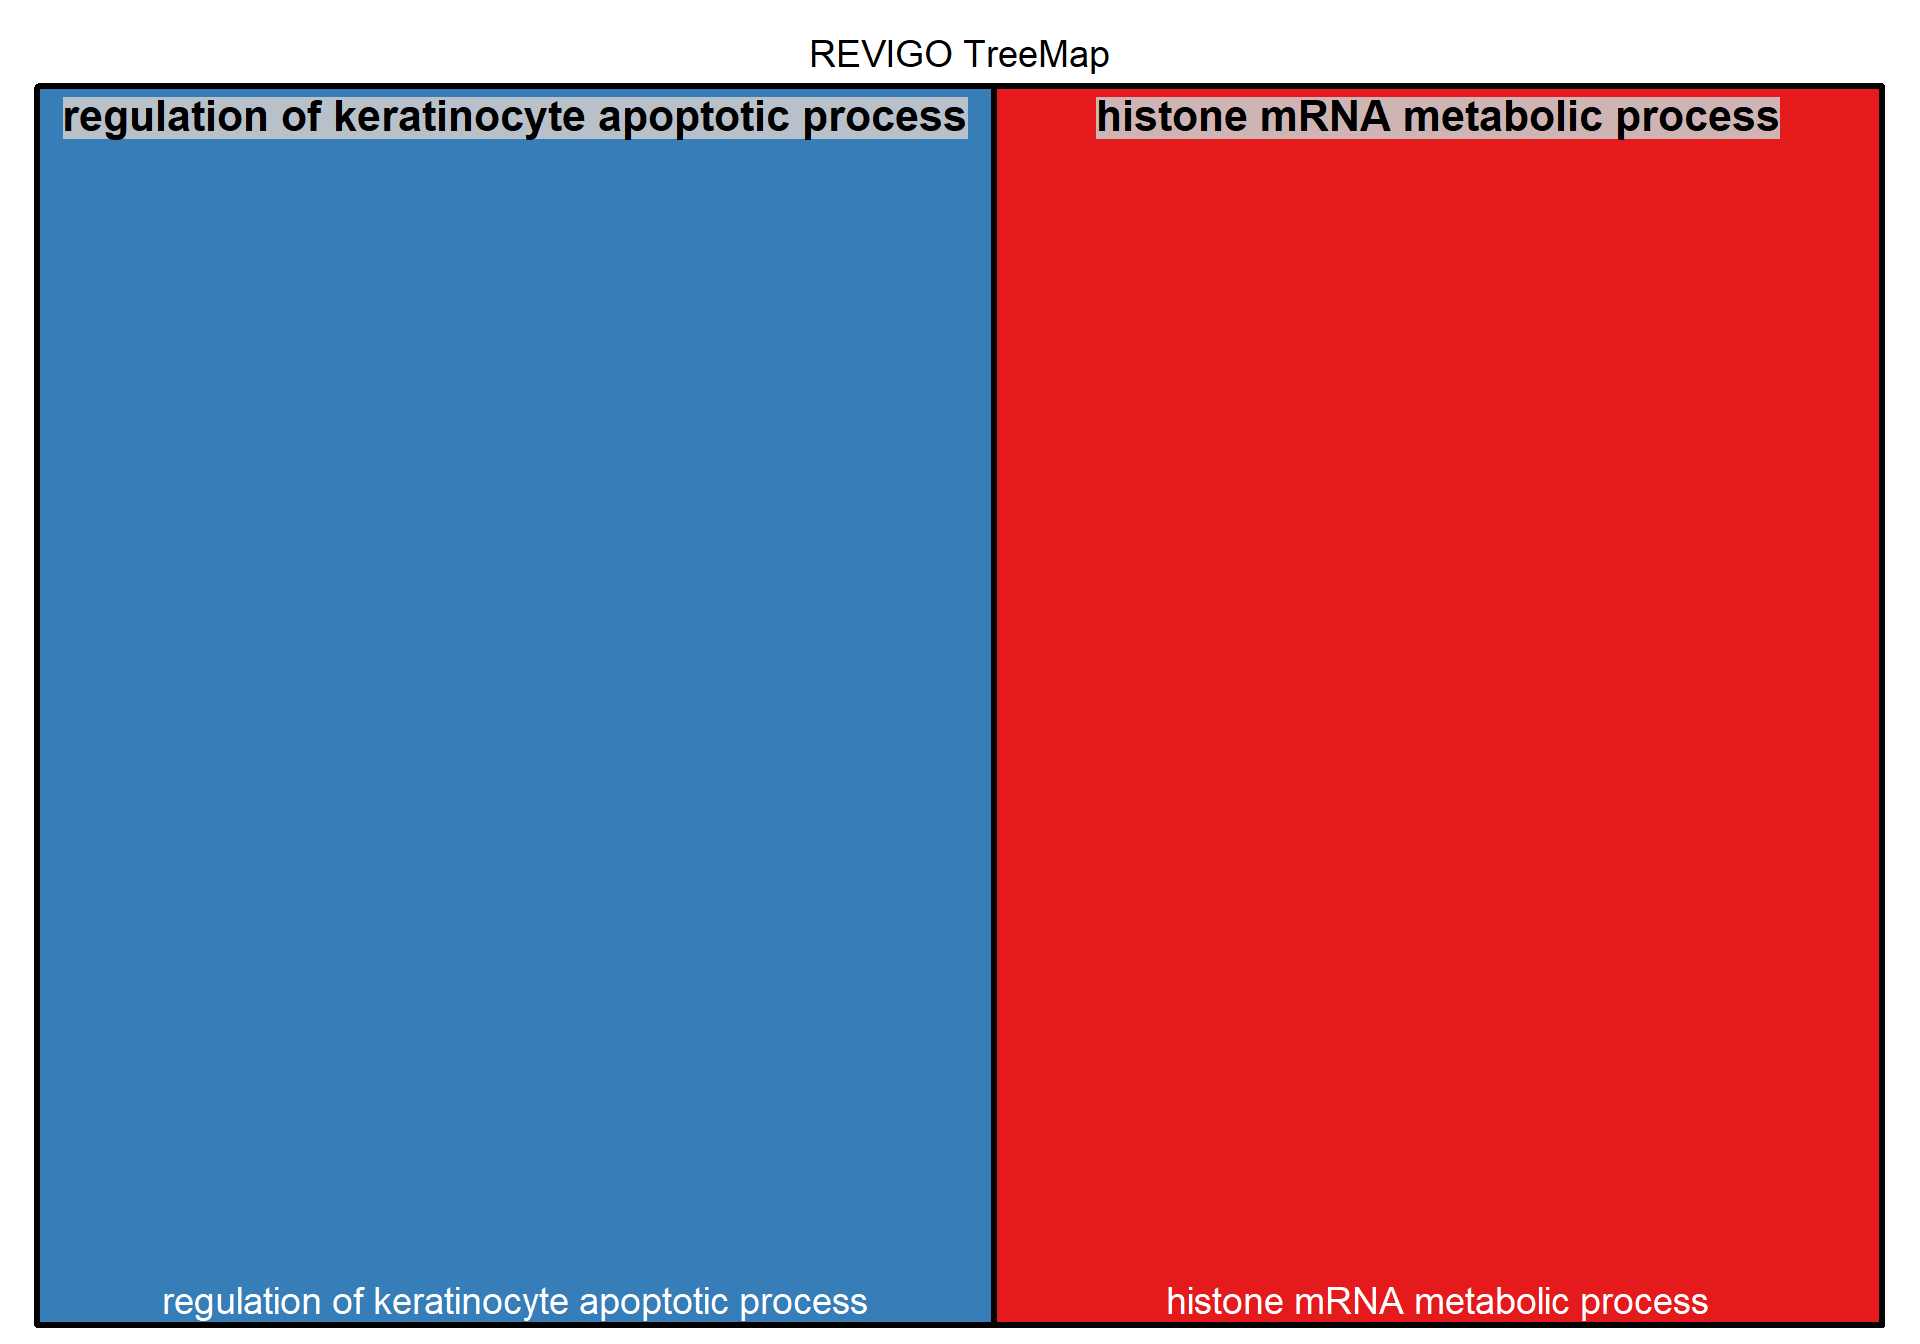 REVIGO TreeMap
regulation of keratinocyte apoptotic process
histone mRNA metabolic process
regulation of keratinocyte apoptotic process
histone mRNA metabolic process